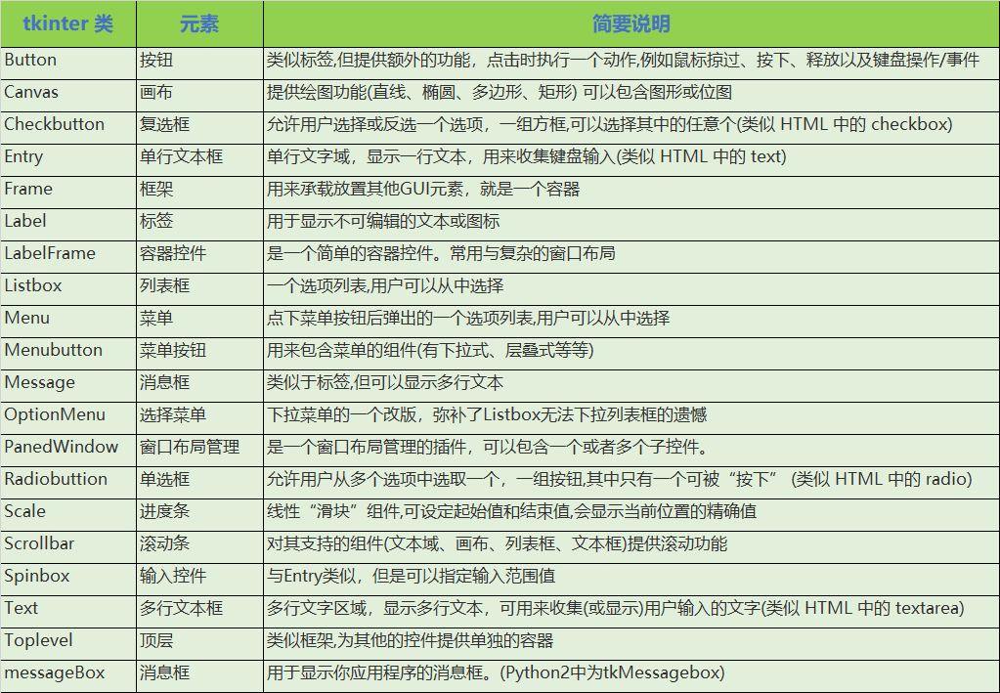 tkinter 类 元素 简要说明
Button 按钮 类似标签,但提供额外的功能，点击时执行一个动作,例如鼠标掠过、按下、释放以及键盘操作/事件
Canvas 画布 提供绘图功能(直线、椭圆、多边形、矩形) 可以包含图形或位图
Checkbutton 复选框 允许用户选择或反选一个选项，一组方框,可以选择其中的任意个(类似 HTML 中的 checkbox)
Entry 单行文本框 单行文字域，显示一行文本，用来收集键盘输入(类似 HTML 中的 text)
Frame 框架 用来承载放置其他GUI元素，就是一个容器
Label 标签 用于显示不可编辑的文本或图标
LabelFrame 容器控件 是一个简单的容器控件。常用与复杂的窗口布局
Listbox 列表框 一个选项列表,用户可以从中选择
Menu 菜单 点下菜单按钮后弹出的一个选项列表,用户可以从中选择
Menubutton 菜单按钮 用来包含菜单的组件(有下拉式、层叠式等等)
Message 消息框 类似于标签,但可以显示多行文本
OptionMenu 选择菜单 下拉菜单的一个改版，弥补了Listbox无法下拉列表框的遗憾
PanedWindow 窗口布局管理 是一个窗口布局管理的插件，可以包含一个或者多个子控件。
Radiobuttion 单选框 允许用户从多个选项中选取一个，一组按钮,其中只有一个可被“按下” (类似 HTML 中的 radio)
Scale 进度条 线性“滑块”组件,可设定起始值和结束值,会显示当前位置的精确值
Scrollbar 滚动条 对其支持的组件(文本域、画布、列表框、文本框)提供滚动功能
Spinbox 输入控件 与Entry类似，但是可以指定输入范围值
Text 多行文本框 多行文字区域，显示多行文本，可用来收集(或显示)用户输入的文字(类似 HTML 中的 textarea)
Toplevel 顶层 类似框架,为其他的控件提供单独的容器
messageBox 消息框 用于显示你应用程序的消息框。(Python2中为tkMessagebox)